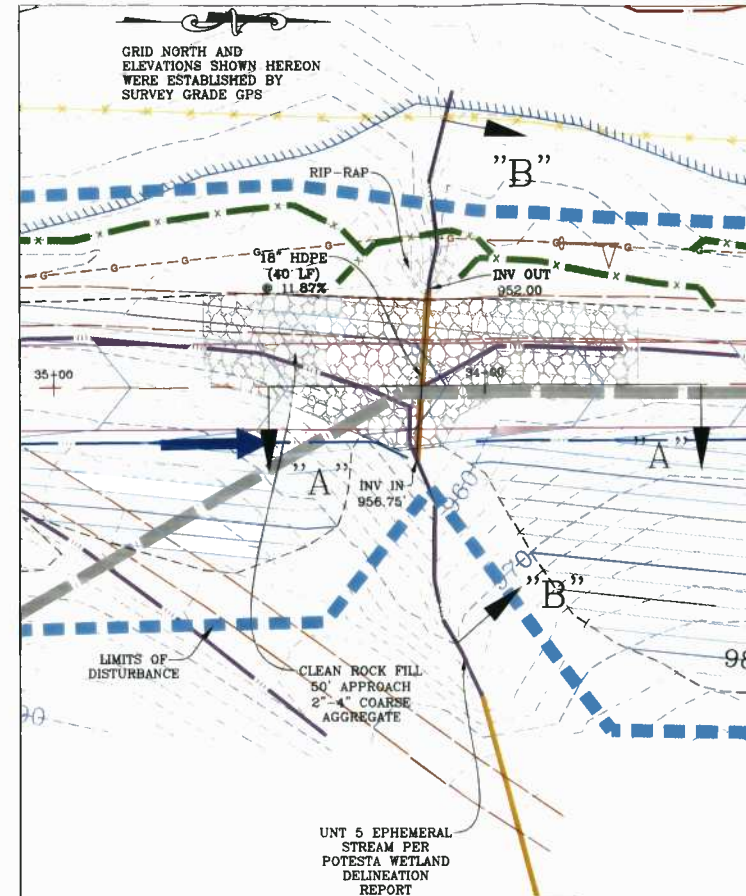 GRID NORTH AND
ELEVATIONS SHOWN HEREON
WERE ESTABLISHED BY
SURVEY GRADE GPS
"B"
RIP-RAP
18" HDPE
(40 LF)
@ 11.87%
INV OUT
952.00
G
G
G
G
35+00
34+00
"A"
"A"
INV IN
956.75'
960
970
"B"
LIMITS OF
DISTURBANCE
CLEAN ROCK FILL
50' APPROACH
2"-4" COARSE
AGGREGATE
98
90
UNT 5 EPHEMERAL
STREAM PER
POTESTA WETLAND
DELINEATION
REPORT